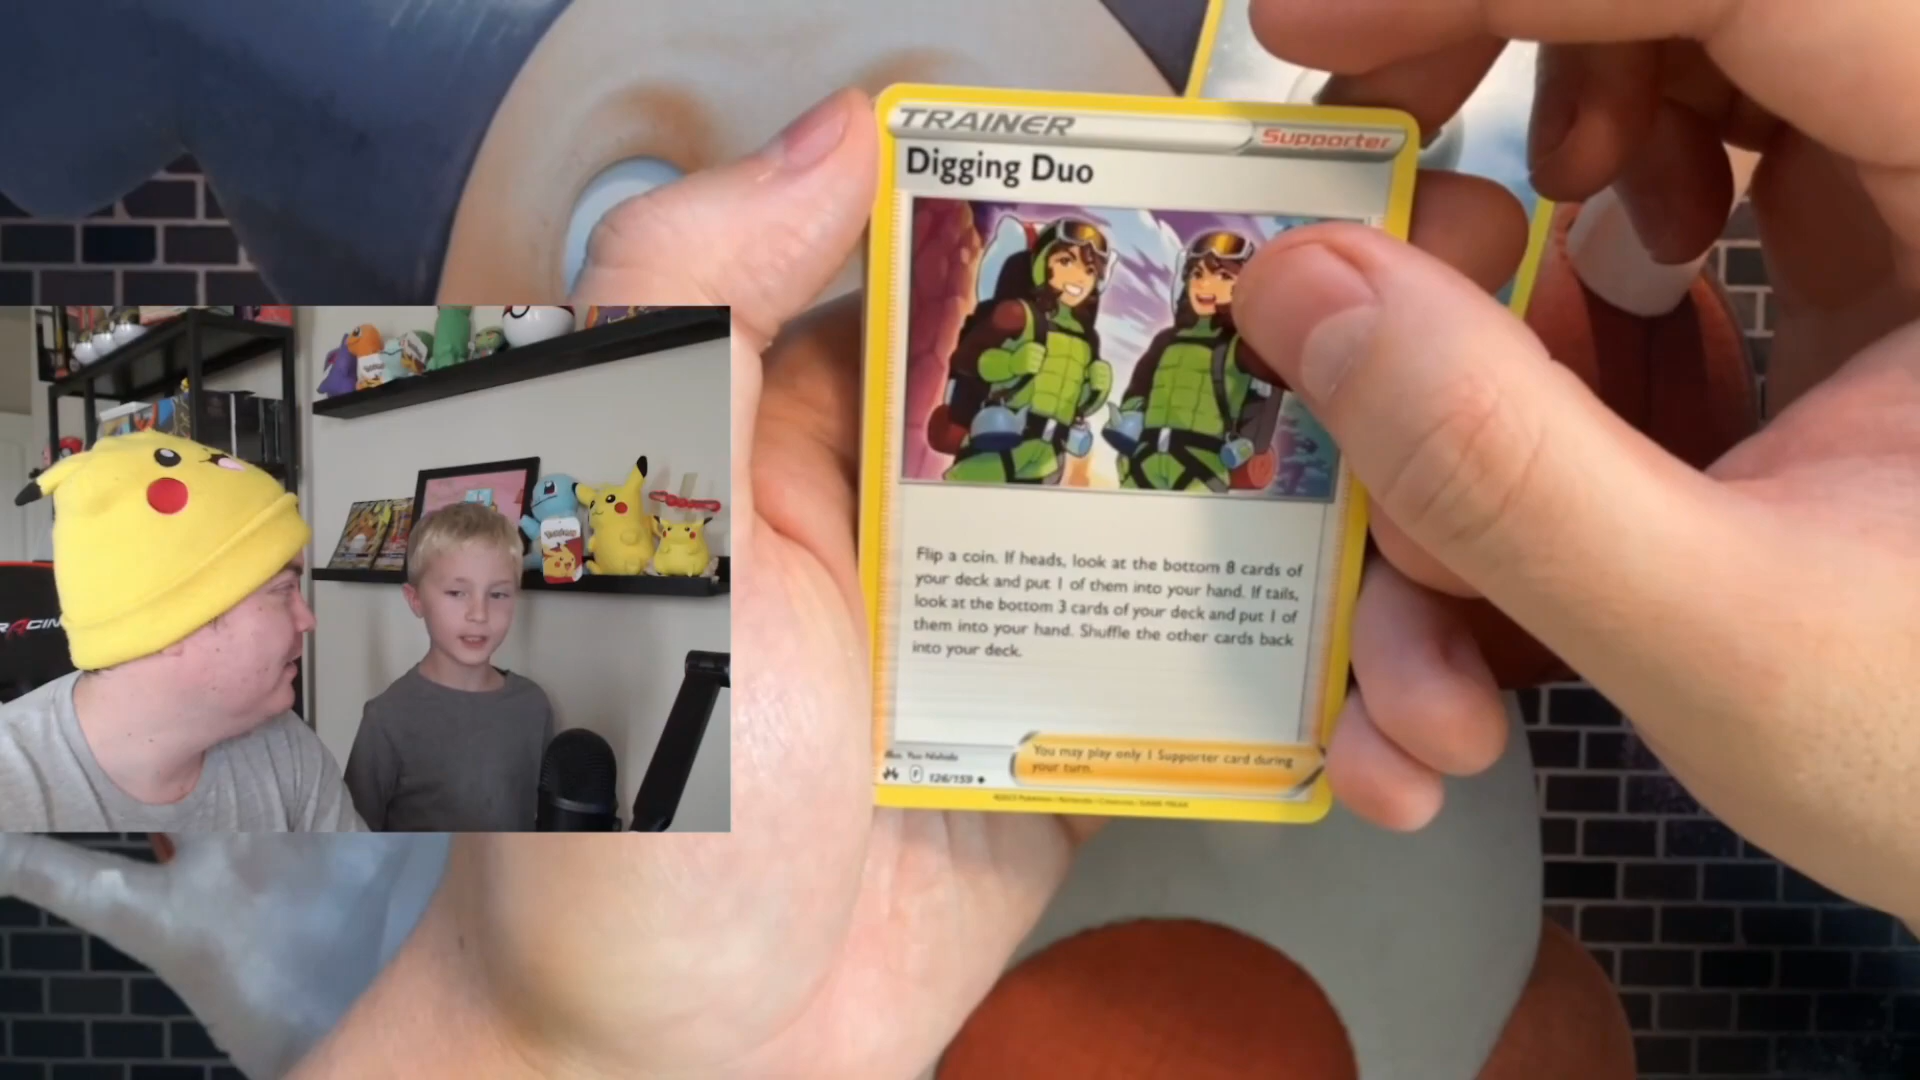 TRAINER
Supporter
Digging Duo
Flip a coin. If heads, look at the bottom 8 cards of
your deck and put 1 of them into your hand. If tails,
look at the bottom 3 cards of your deck and put 1 of
them into your hand. Shuffle the other cards back
into your deck.
You may play only 1 Supporter card during
your turn.
F
126/159